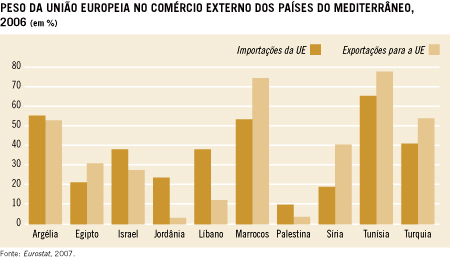 PESO DA UNIÃO EUROPEIA NO COMÉRCIO EXTERNO DOS PAÍSES DO MEDITERRÂNEO,
2006 (em %)
Importações da UE
Exportações para a UE
80
70
60
50
40
30
20
10
0
Argélia Egipto Israel Jordânia Líbano Marrocos Palestina Síria Tunísia Turquia
Fonte: Eurostat, 2007.